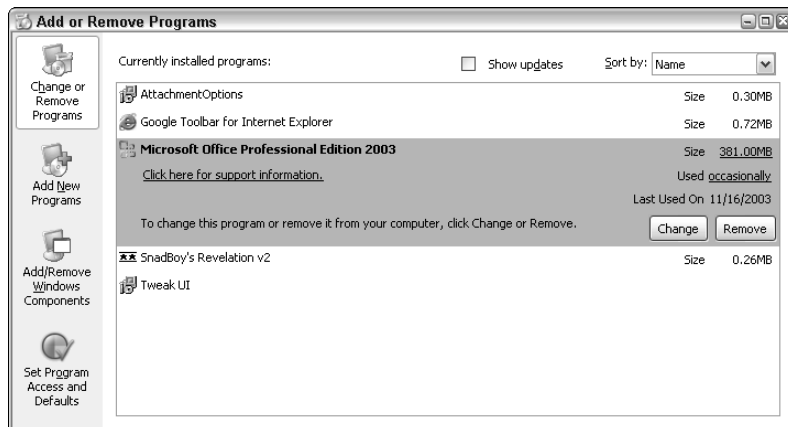 Add or Remove Programs
Change or
Remove
Programs
Add New
Programs
Add/Remove
Windows
Components
Set Program
Access and
Defaults
Currently installed programs:
Show updates
Sort by: Name
AttachmentOptions Size 0.30MB
Google Toolbar for Internet Explorer Size 0.72MB
Microsoft Office Professional Edition 2003 Size 381.00MB
Click here for support information. Used occasionally
Last Used On 11/16/2003
To change this program or remove it from your computer, click Change or Remove. Change Remove
SnadBoy's Revelation v2 Size 0.26MB
Tweak UI